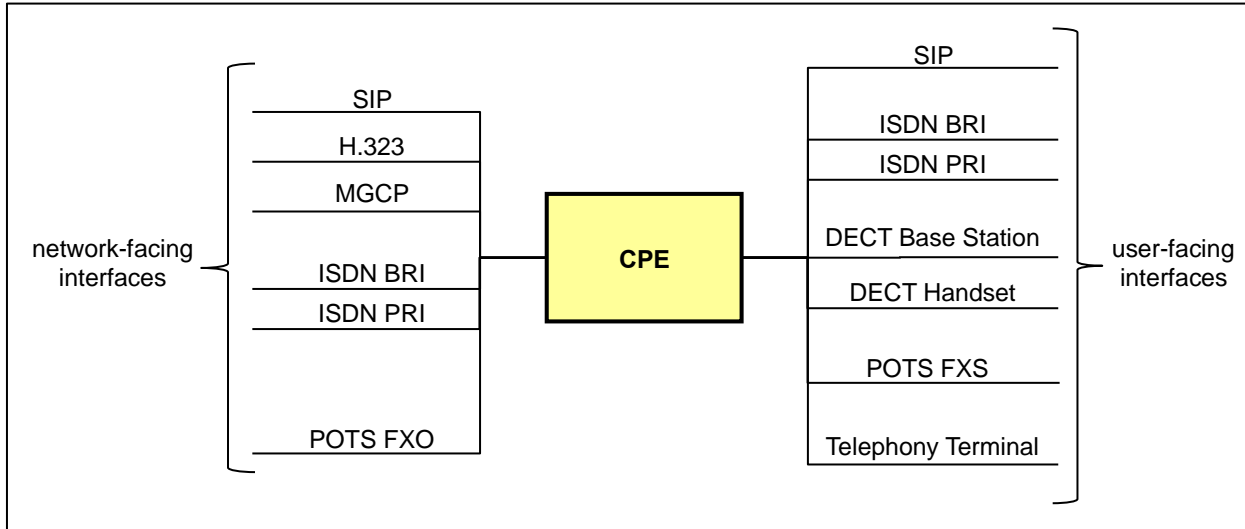 network-facing
interfaces
SIP
H.323
MGCP
ISDN BRI
ISDN PRI
POTS FXO
CPE
SIP
ISDN BRI
ISDN PRI
DECT Base Station
DECT Handset
POTS FXS
Telephony Terminal
user-facing
interfaces